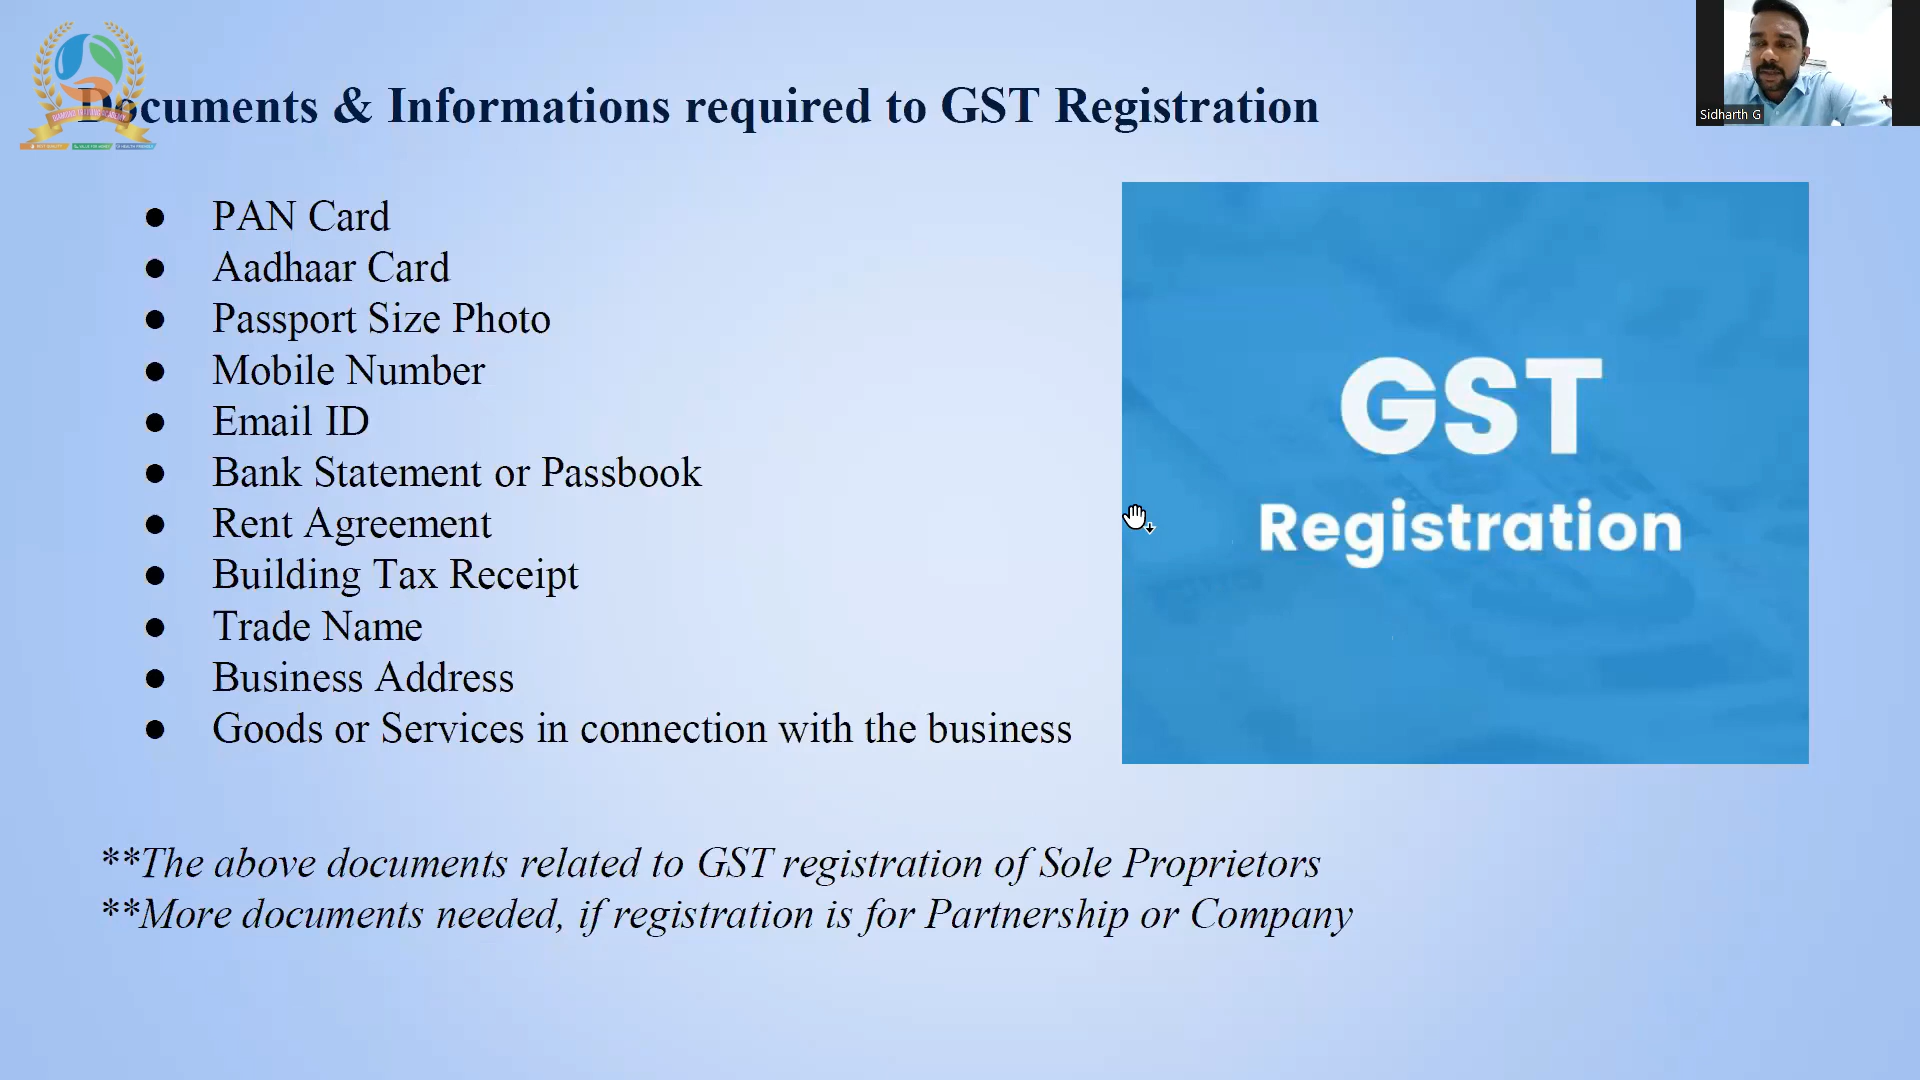 Documents & Informations required to GST Registration
Sidharth G
● PAN Card
● Aadhaar Card
● Passport Size Photo
● Mobile Number
● Email ID
● Bank Statement or Passbook
● Rent Agreement
● Building Tax Receipt
● Trade Name
● Business Address
● Goods or Services in connection with the business
GST
Registration
**The above documents related to GST registration of Sole Proprietors
**More documents needed, if registration is for Partnership or Company